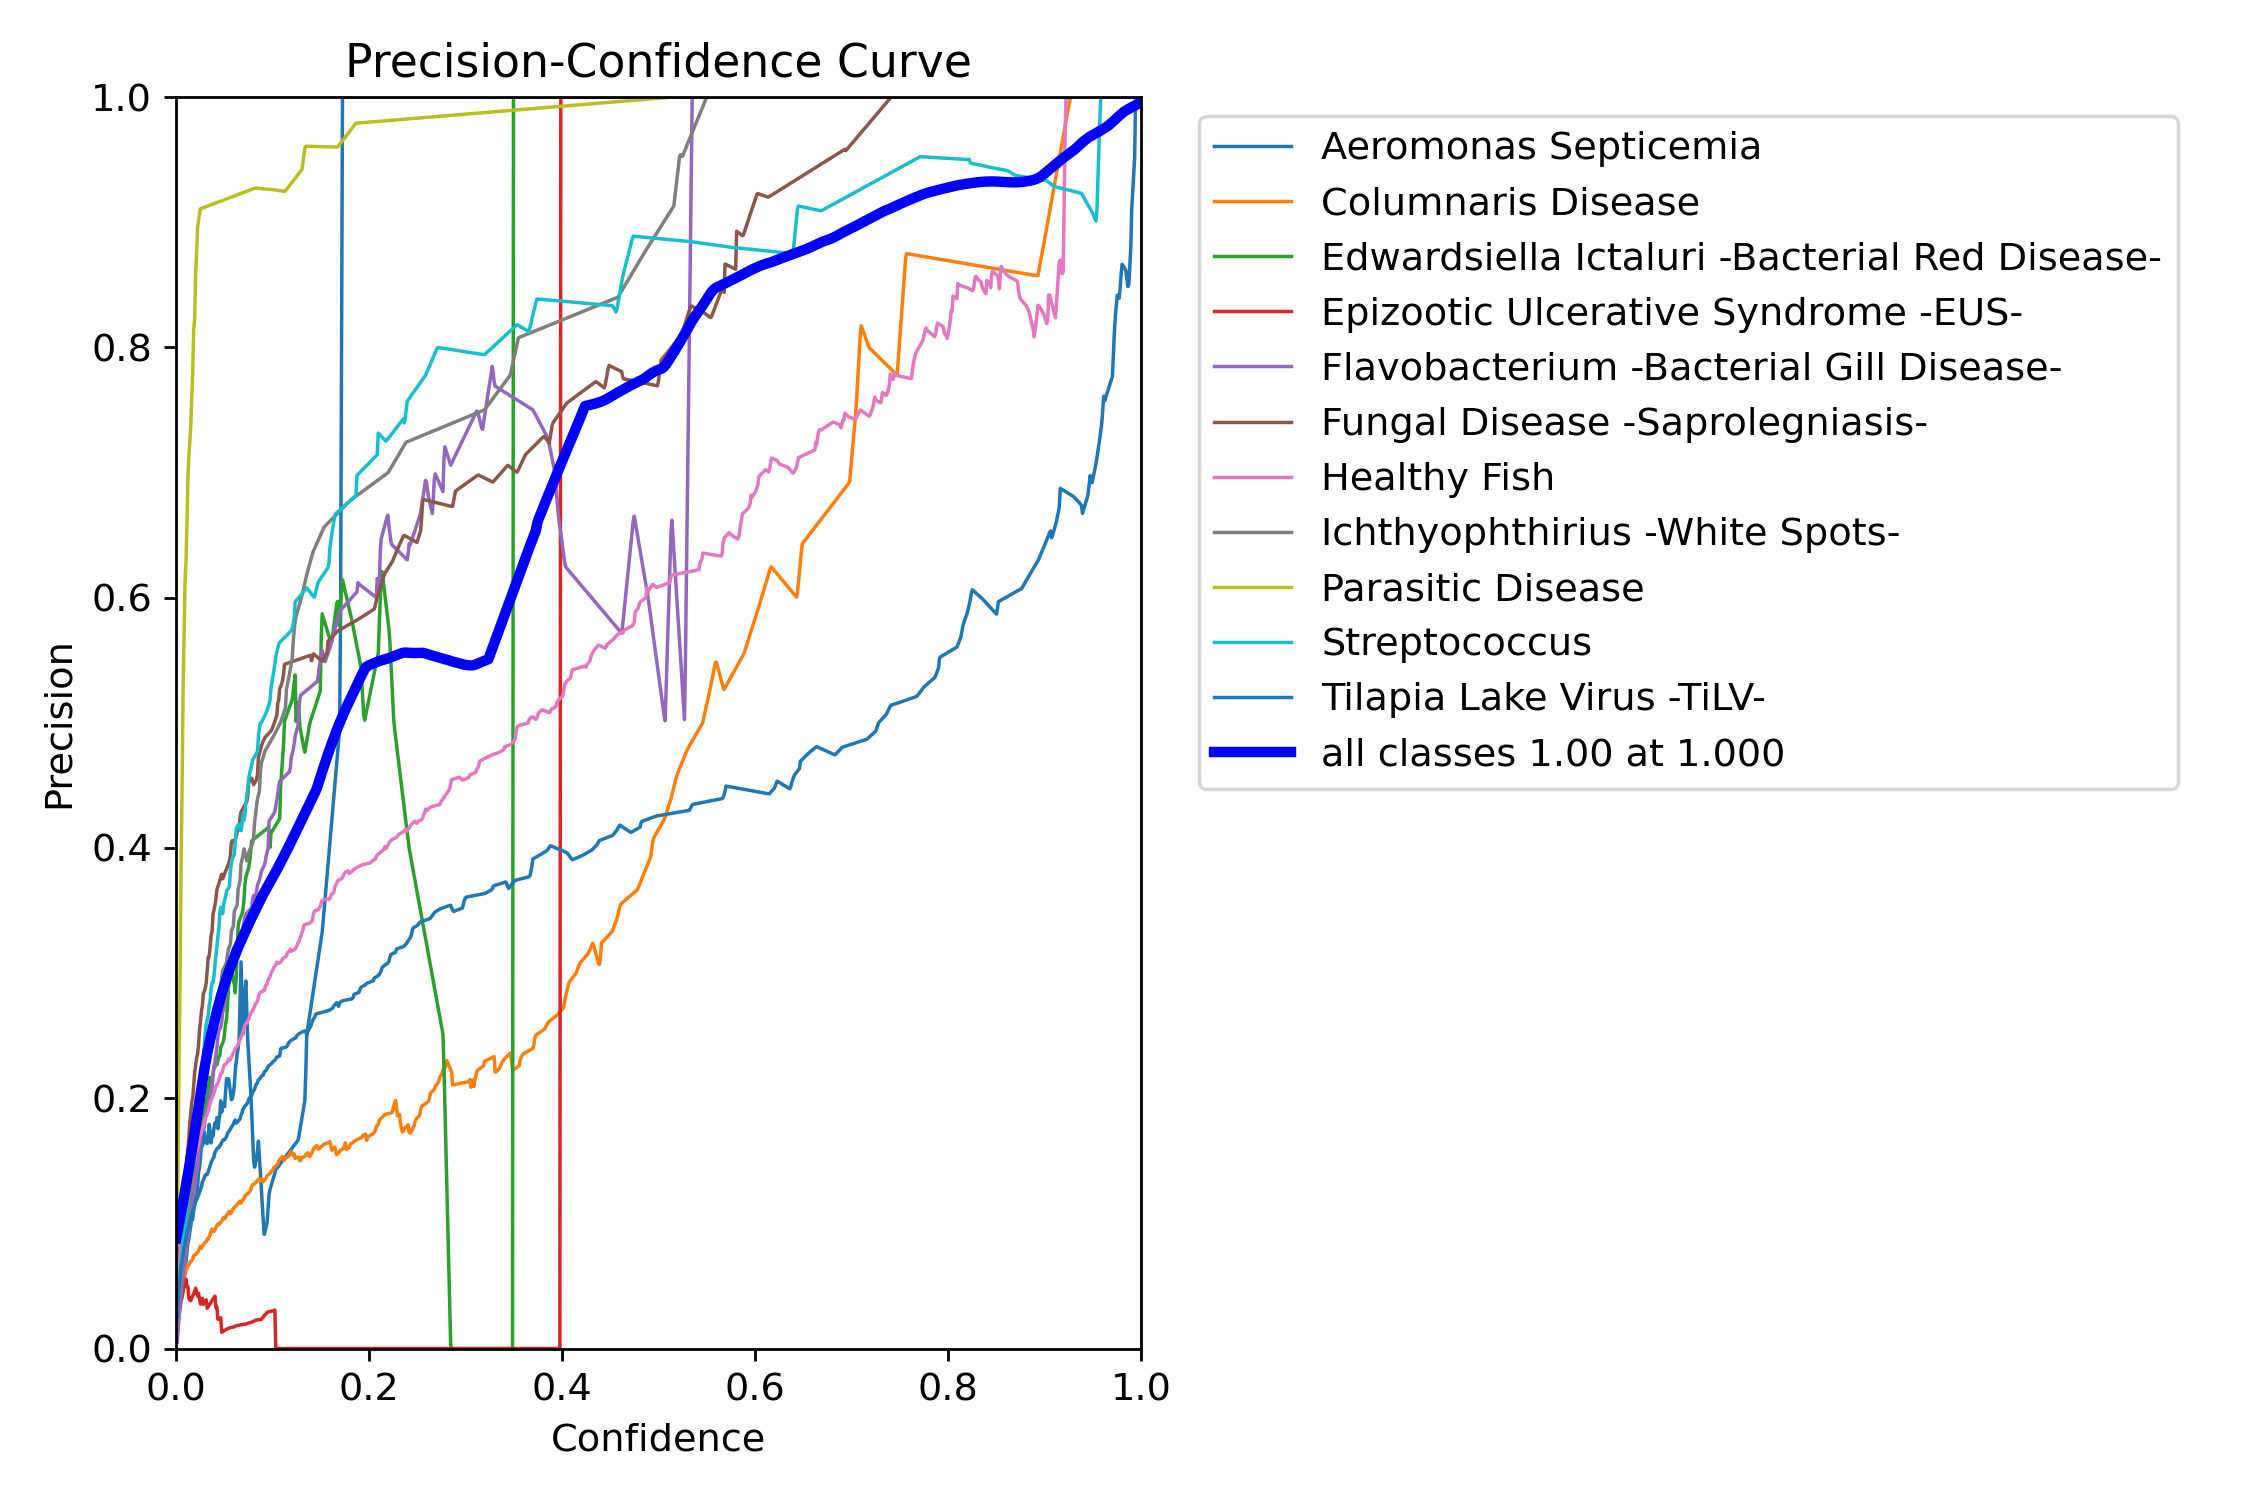 Precision-Confidence Curve
1.0
0.8
0.6
0.4
0.2
0.0
Precision
0.0 0.2 0.4 0.6 0.8 1.0
Confidence
Aeromonas Septicemia
Columnaris Disease
Edwardsiella Ictaluri -Bacterial Red Disease-
Epizootic Ulcerative Syndrome -EUS-
Flavobacterium -Bacterial Gill Disease-
Fungal Disease -Saprolegniasis-
Healthy Fish
Ichthyophthirius -White Spots-
Parasitic Disease
Streptococcus
Tilapia Lake Virus -TiLV-
all classes 1.00 at 1.000